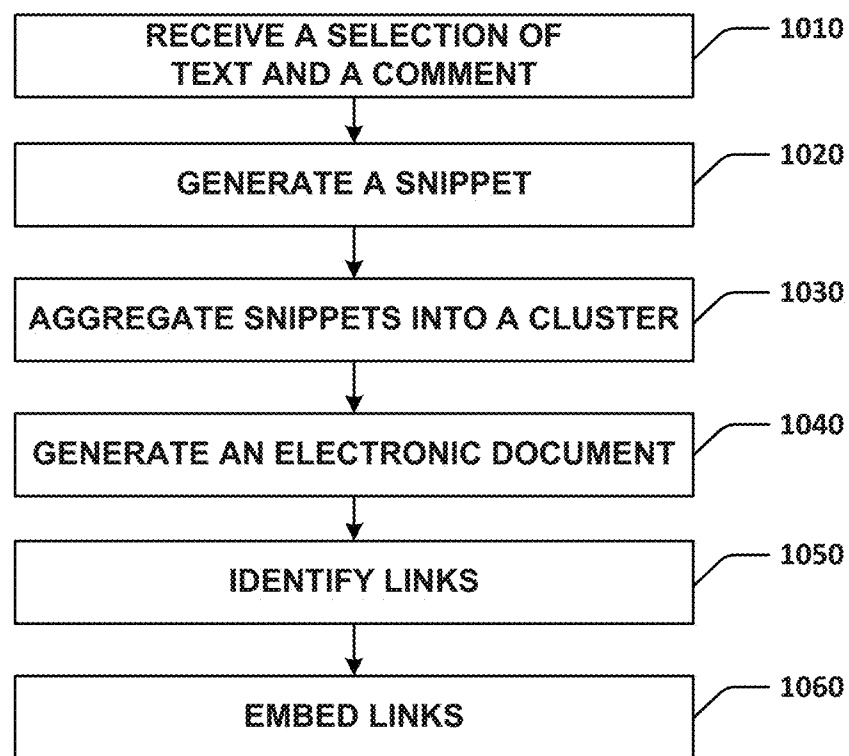 RECEIVE A SELECTION OF
TEXT AND A COMMENT
1010
GENERATE A SNIPPET
1020
AGGREGATE SNIPPETS INTO A CLUSTER
1030
GENERATE AN ELECTRONIC DOCUMENT
1040
IDENTIFY LINKS
1050
EMBED LINKS
1060